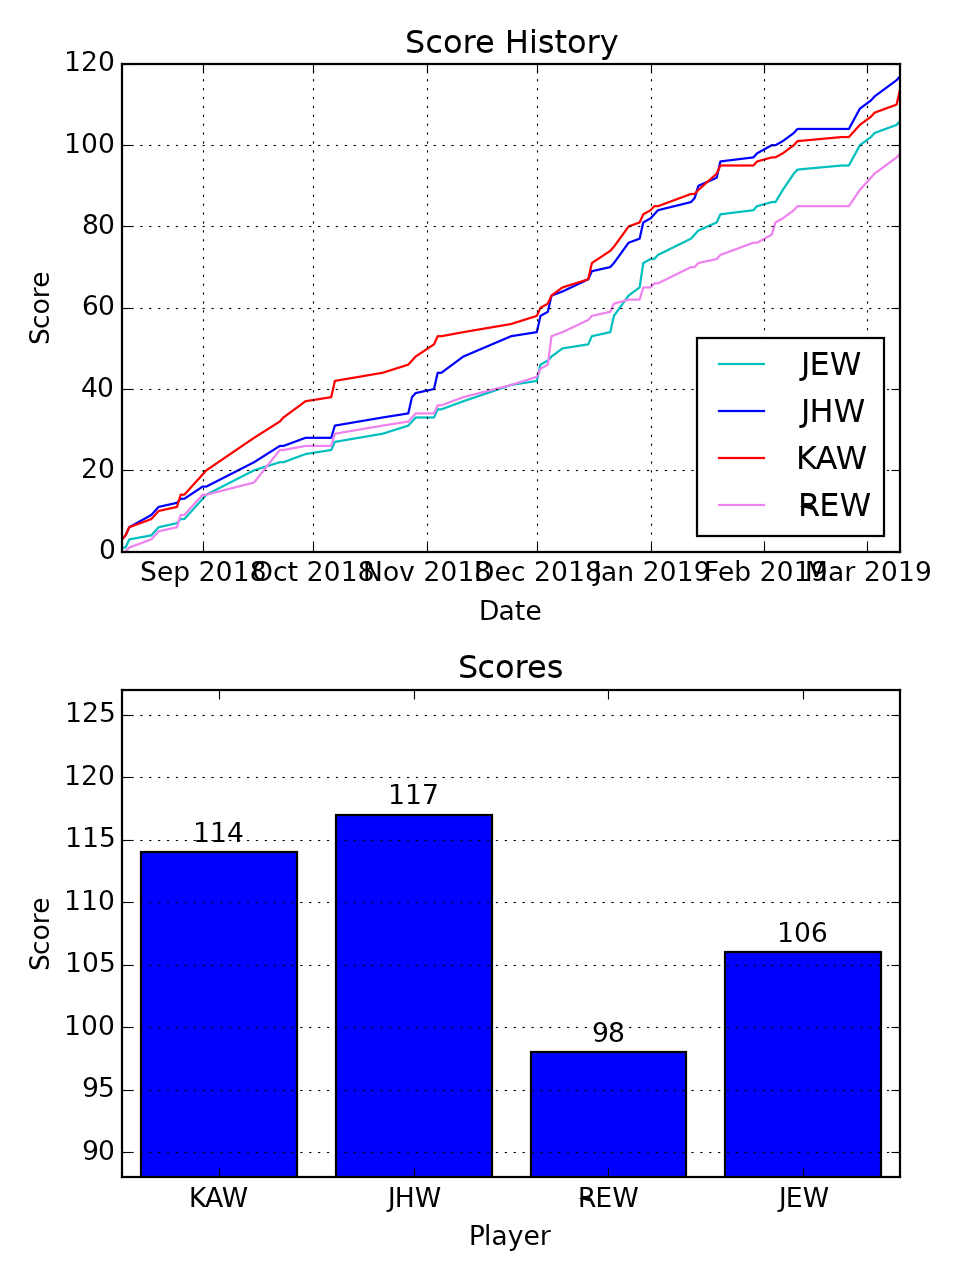 Score History
120
100
80
60
40
20
0
Score
JEW
JHW
KAW
ɌEW
Sep 2018 Oct 2018 Nov 2018 Dec 2018 Jan 2019 Feb 2019 Mar 2019
Date
Scores
125
120
115
110
105
100
95
90
Score
114
117
98
106
KAW JHW ɌEW JEW
Player